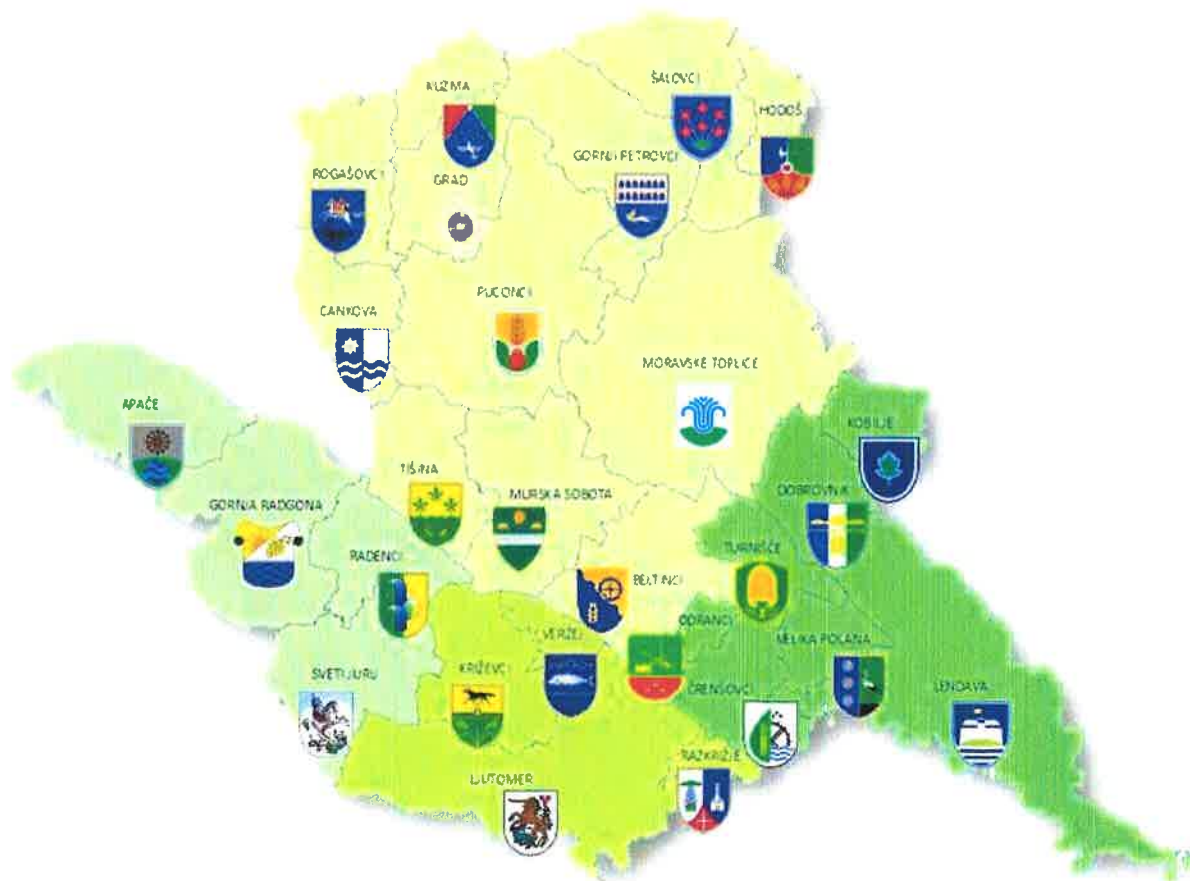 KUZMA
ŠALOVCI
HODOŠ
GORNJI PETROVCI
ROGAŠOVCI
GRAD
PUCONCI
CANKOVA
MORAVSKE TOPLICE
APAČE
KOBILJE
TIŠINA
MURSKA SOBOTA
DOBROVNIK
GORNJA RADGONA
TURNIŠČE
RADENCI
BELTINCI
ODRANCI
VERŽEJ
VELIKA POLANA
KRIŽEVCI
SVETI JURIJ
ČRENSOVCI
LENDAVA
RAZKRIŽJE
LJUTOMER